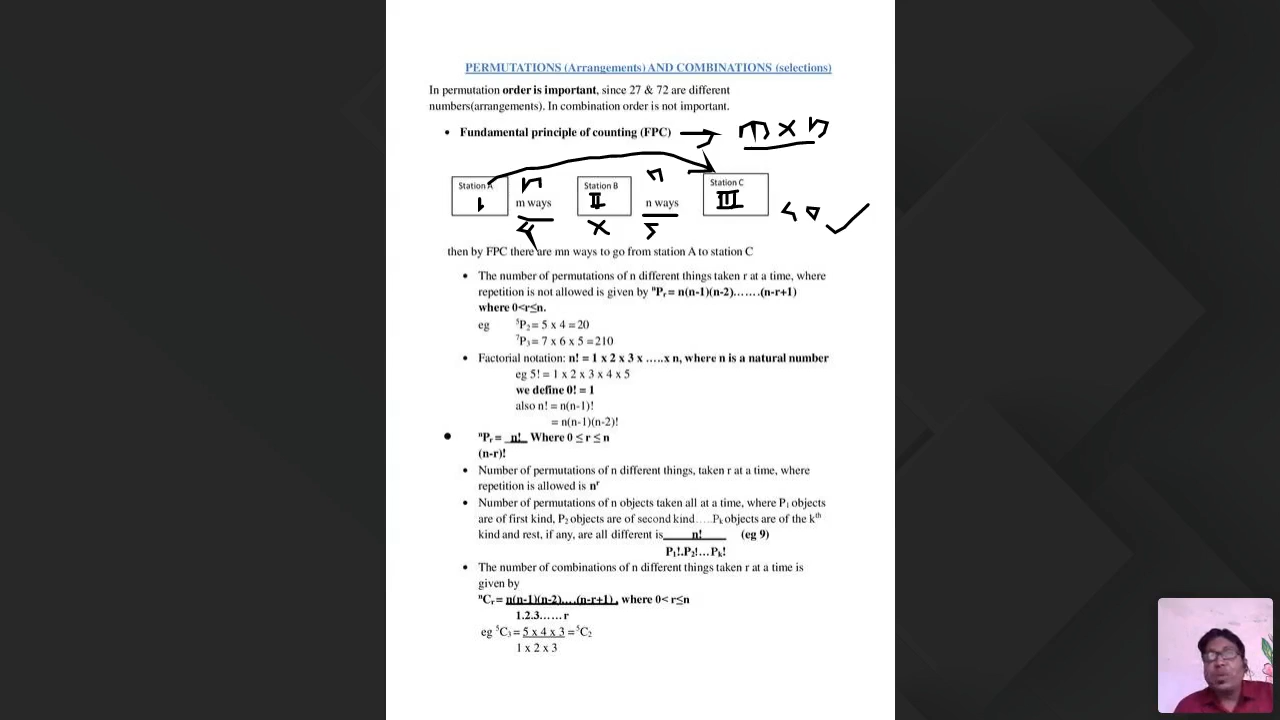 PERMUTATIONS (Arrangements) AND COMBINATIONS (selections)
In permutation order is important, since 27 & 72 are different
numbers(arrangements). In combination order is not important.
• Fundamental principle of counting (FPC) → m x n
Station A n Station B n Station C
I m ways II n ways III
4 x 5
then by FPC there are mn ways to go from station A to station C
• The number of permutations of n different things taken r at a time, where
repetition is not allowed is given by ⁿPᵣ = n(n-1)(n-2)…….(n-r+1)
where 0<r≤n.
eg ⁵P₂ = 5 x 4 = 20
⁷P₃ = 7 x 6 x 5 = 210
• Factorial notation: n! = 1 x 2 x 3 x …..x n, where n is a natural number
eg 5! = 1 x 2 x 3 x 4 x 5
we define 0! = 1
also n! = n(n-1)!
= n(n-1)(n-2)!
• ⁿPᵣ = n! Where 0 ≤ r ≤ n
(n-r)!
• Number of permutations of n different things, taken r at a time, where
repetition is allowed is nʳ
• Number of permutations of n objects taken all at a time, where P₁ objects
are of first kind, P₂ objects are of second kind…..Pₖ objects are of the kᵗʰ
kind and rest, if any, are all different is n! (eg 9)
P₁!.P₂!…Pₖ!
• The number of combinations of n different things taken r at a time is
given by
ⁿCᵣ = n(n-1)(n-2)….(n-r+1), where 0< r≤n
1.2.3……r
eg ⁵C₃ = 5 x 4 x 3 = ⁵C₂
1 x 2 x 3